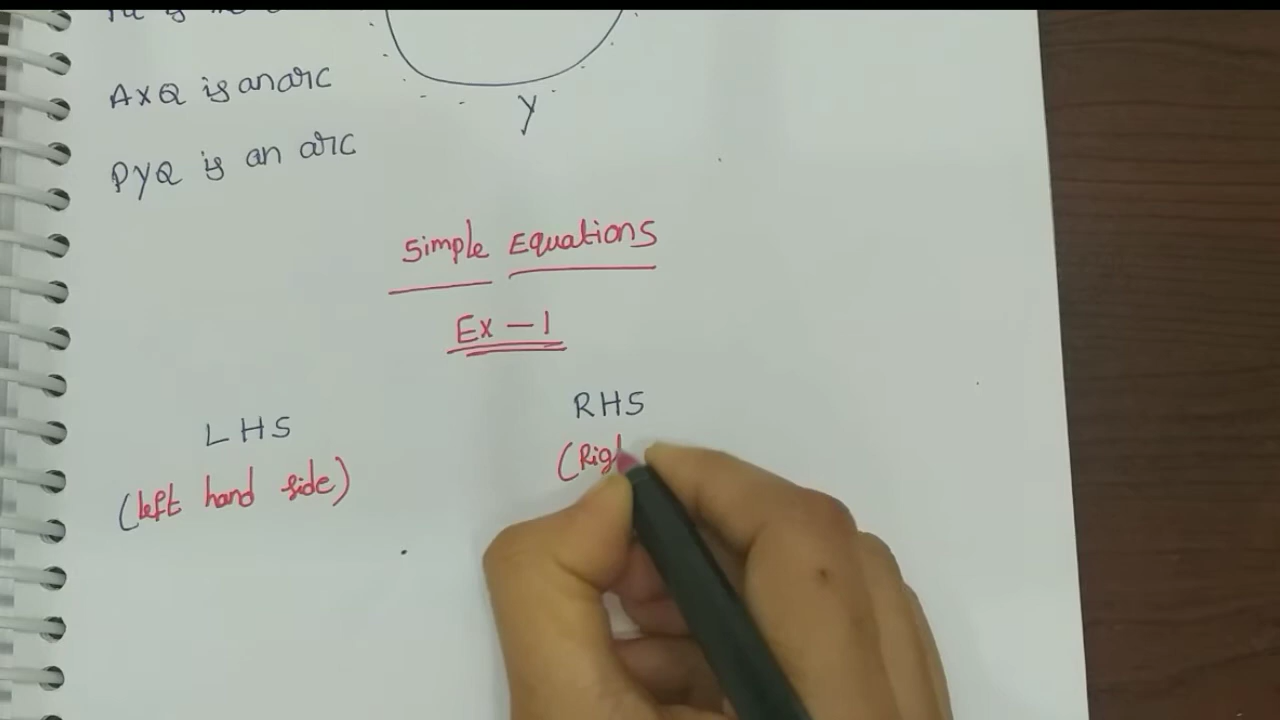 AXQ is an arc
Y
PYQ is an arc
Simple Equations
Ex - 1
LHS RHS
(left hand side) (Rig